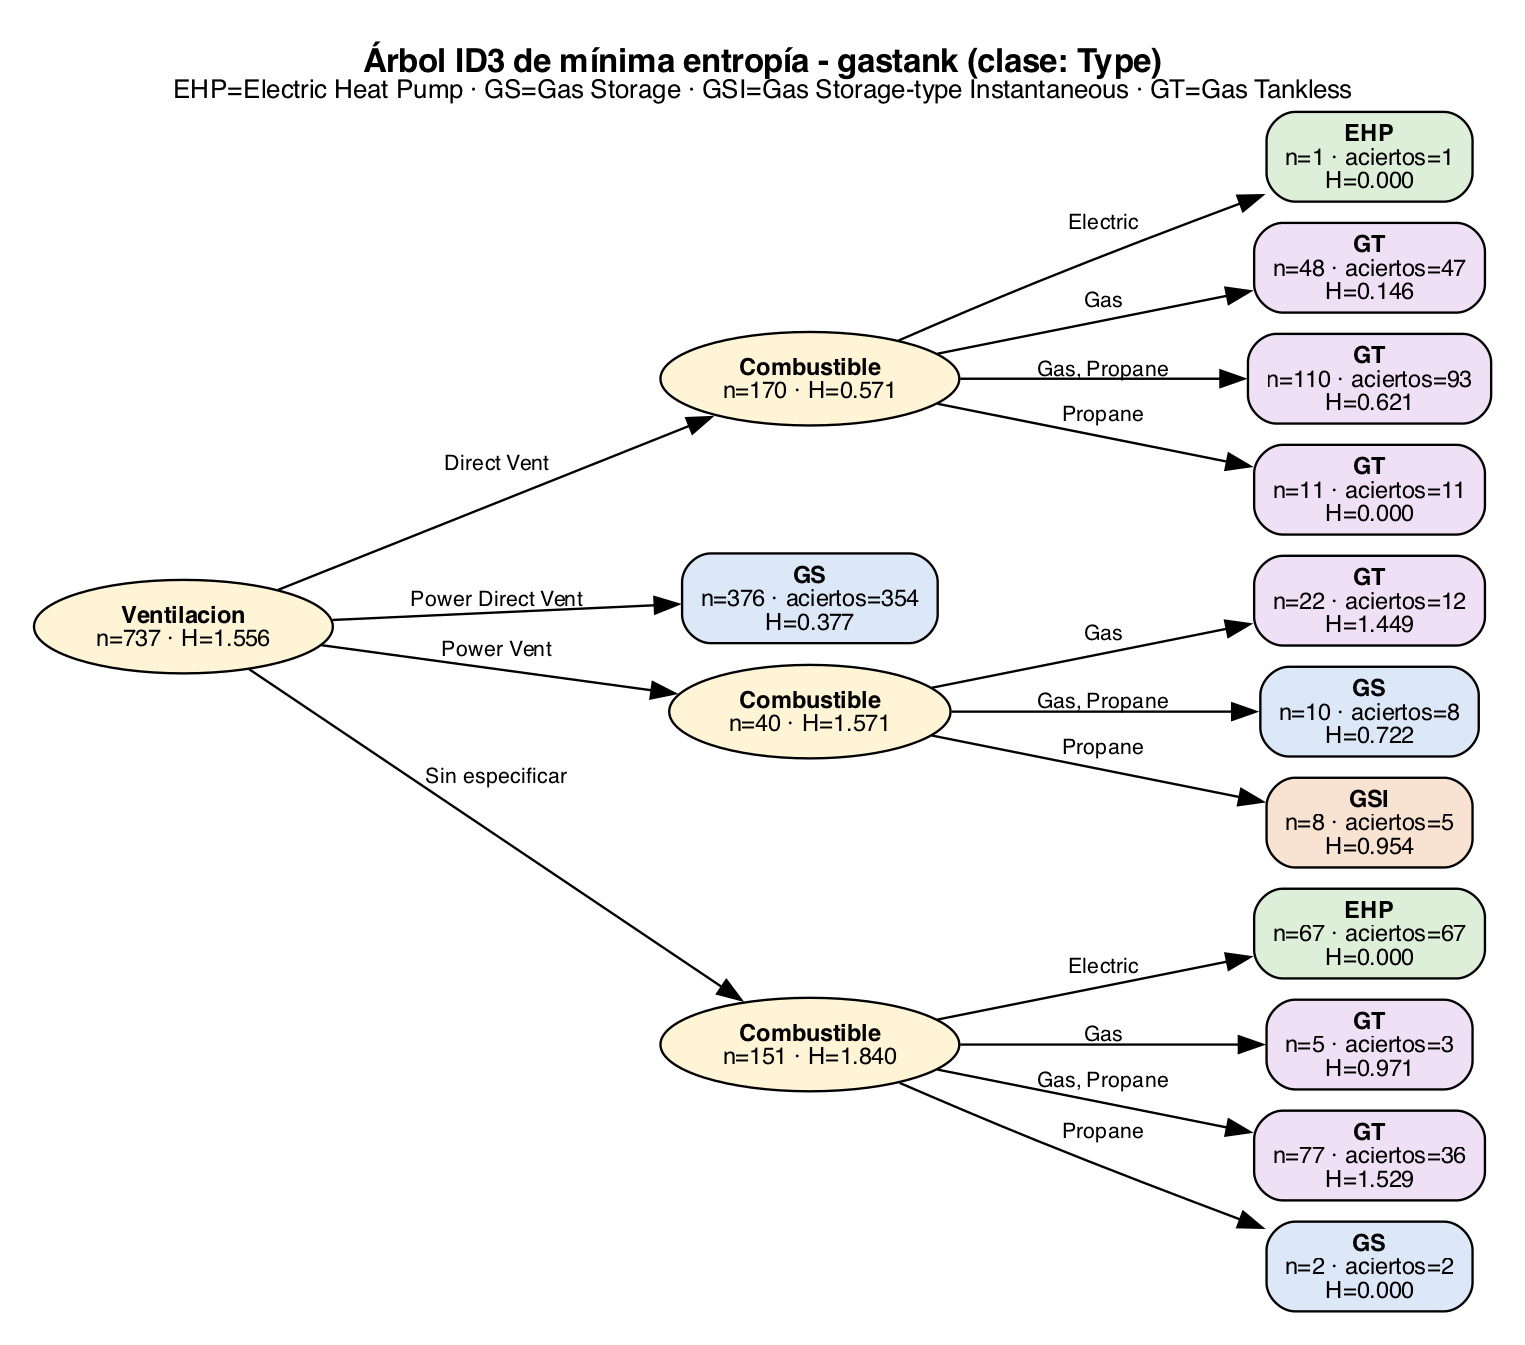 Árbol ID3 de mínima entropía - gastank (clase: Type)
EHP=Electric Heat Pump · GS=Gas Storage · GSI=Gas Storage-type Instantaneous · GT=Gas Tankless
Ventilacion
n=737 · H=1.556
Direct Vent
Power Direct Vent
Power Vent
Sin especificar
Combustible
n=170 · H=0.571
Electric
Gas
Gas, Propane
Propane
EHP
n=1 · aciertos=1
H=0.000
GT
n=48 · aciertos=47
H=0.146
GT
n=110 · aciertos=93
H=0.621
GT
n=11 · aciertos=11
H=0.000
GS
n=376 · aciertos=354
H=0.377
Combustible
n=40 · H=1.571
Gas
Gas, Propane
Propane
GT
n=22 · aciertos=12
H=1.449
GS
n=10 · aciertos=8
H=0.722
GSI
n=8 · aciertos=5
H=0.954
Combustible
n=151 · H=1.840
Electric
Gas
Gas, Propane
Propane
EHP
n=67 · aciertos=67
H=0.000
GT
n=5 · aciertos=3
H=0.971
GT
n=77 · aciertos=36
H=1.529
GS
n=2 · aciertos=2
H=0.000